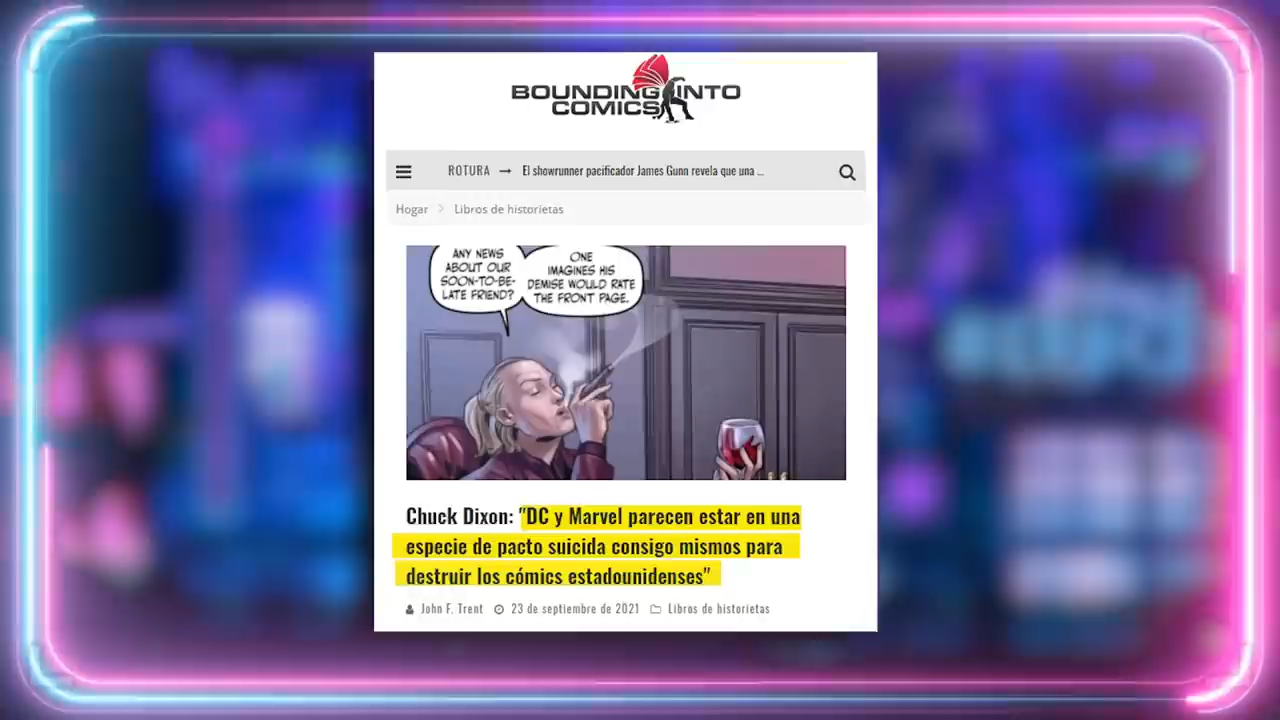 BOUNDING INTO
COMICS
ROTURA → El showrunner pacificador James Gunn revela que una ...
Hogar > Libros de historietas
ANY NEWS
ABOUT OUR
SOON-TO-BE-
LATE FRIEND?
ONE
IMAGINES HIS
DEMISE WOULD RATE
THE FRONT PAGE.
Chuck Dixon: "DC y Marvel parecen estar en una
especie de pacto suicida consigo mismos para
destruir los cómics estadounidenses"
John F. Trent 23 de septiembre de 2021 Libros de historietas